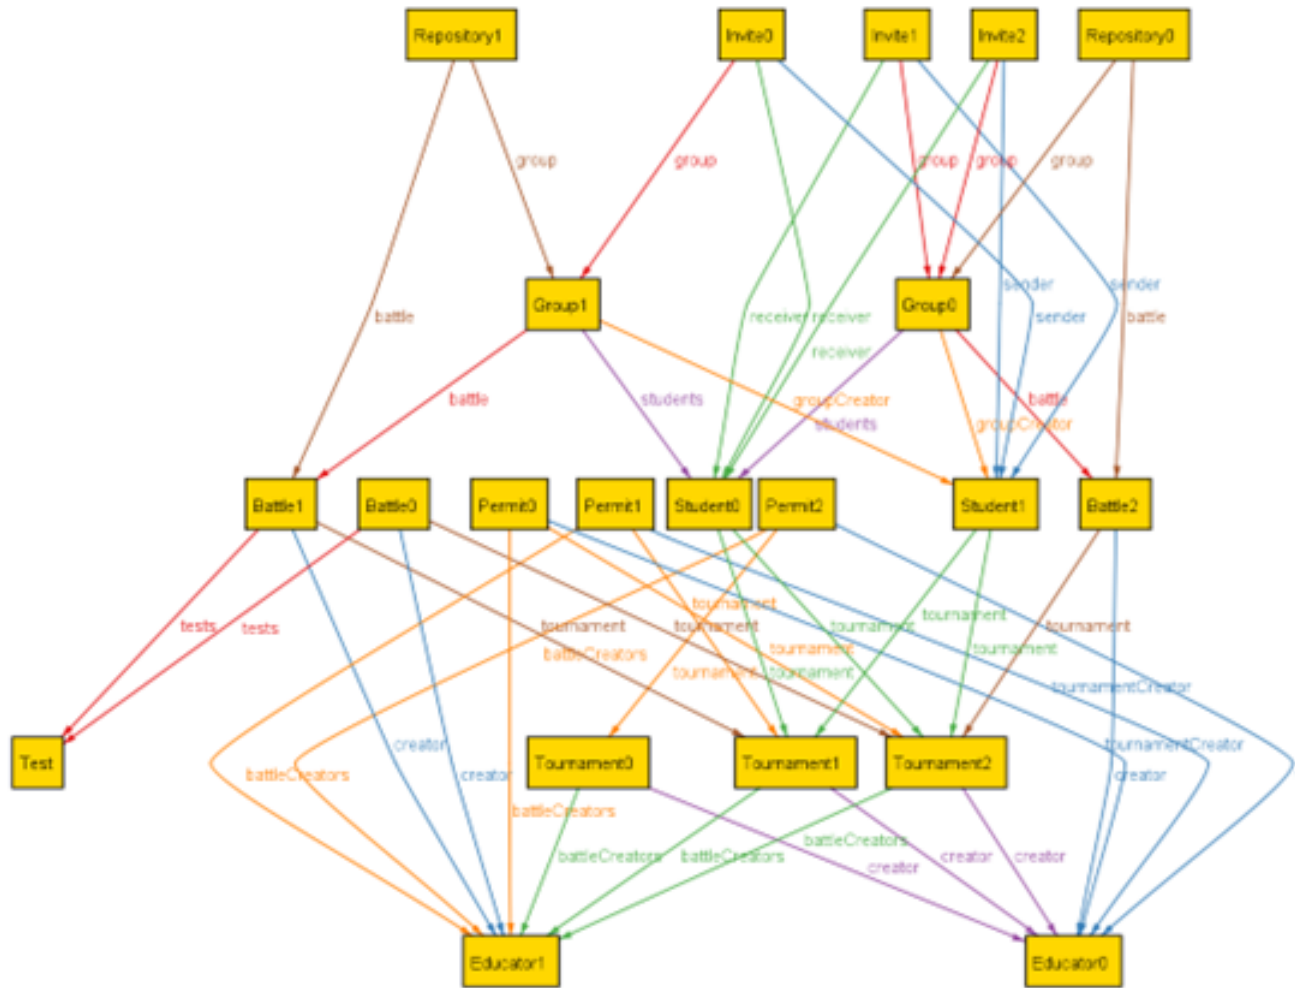 Repository1 Invite0 Invite1 Invite2 Repository0
group group group group group
Group1 Group0
sender sender
battle receiver receiver sender battle
receiver
battle students groupCreator battle
students groupCreator
Battle1 Battle0 Permit0 Permit1 Student0 Permit2 Student1 Battle2
tournament tournament
tests tests tournament tournament tournament tournament
battleCreators tournament tournament
tournament tournament
tournamentCreator
creator tournamentCreator
Test Tournament0 Tournament1 Tournament2
battleCreators creator creator
battleCreators
battleCreators
battleCreators battleCreators creator creator
creator
Educator1 Educator0